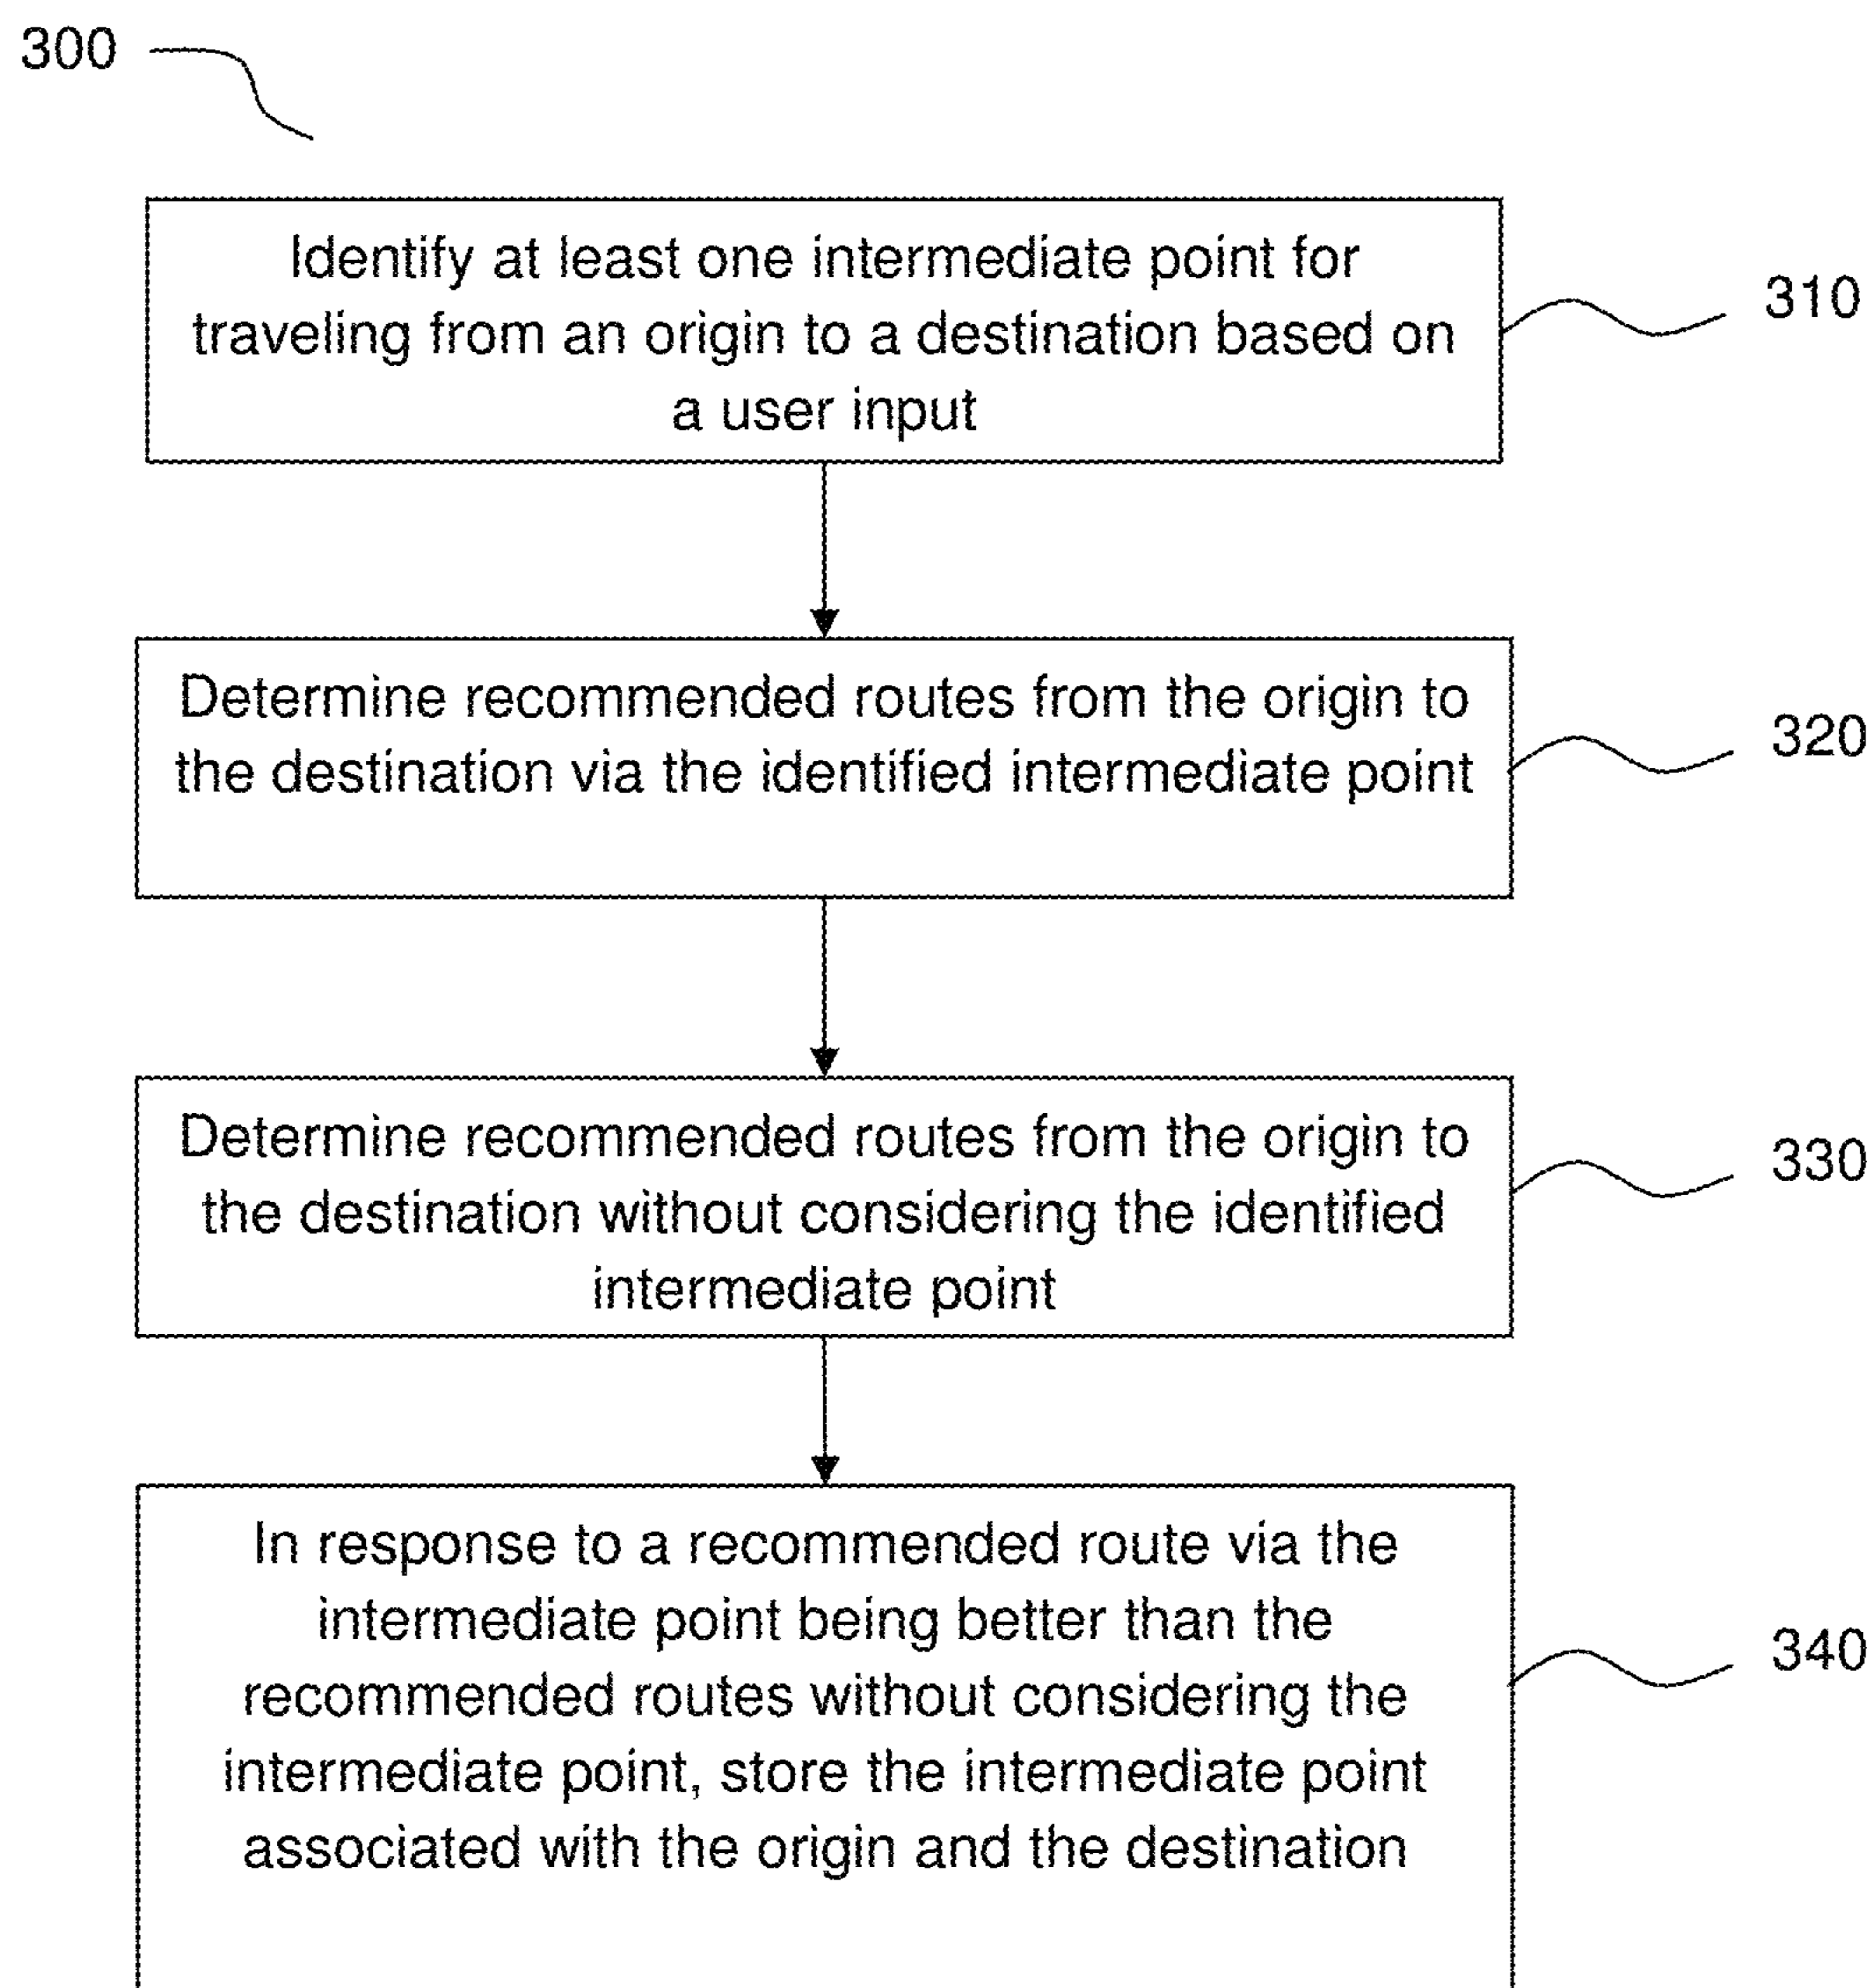 300
Identify at least one intermediate point for
traveling from an origin to a destination based on
a user input
310
Determine recommended routes from the origin to
the destination via the identified intermediate point
320
Determine recommended routes from the origin to
the destination without considering the identified
intermediate point
330
In response to a recommended route via the
intermediate point being better than the
recommended routes without considering the
intermediate point, store the intermediate point
associated with the origin and the destination
340